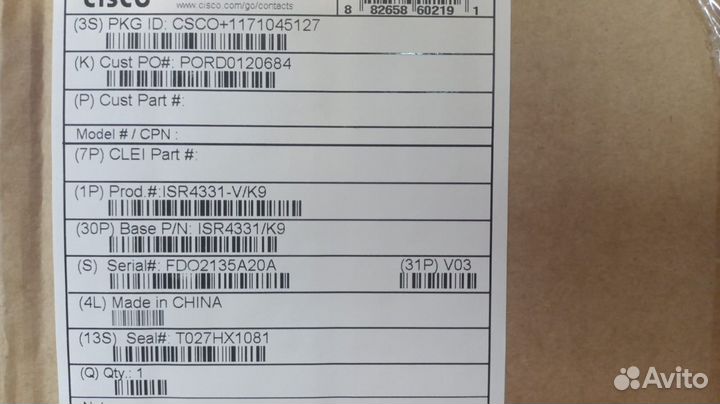 CISCO
www.cisco.com/go/contacts
8 82658 60219 1
(3S) PKG ID: CSCO+1171045127
(K) Cust PO#: PORD0120684
(P) Cust Part #:
Model # / CPN :
(7P) CLEI Part #:
(1P) Prod.#:ISR4331-V/K9
(30P) Base P/N: ISR4331/K9
(S) Serial#: FDO2135A20A (31P) V03
(4L) Made in CHINA
(13S) Seal#: T027HX1081
(Q) Qty.: 1
Avito